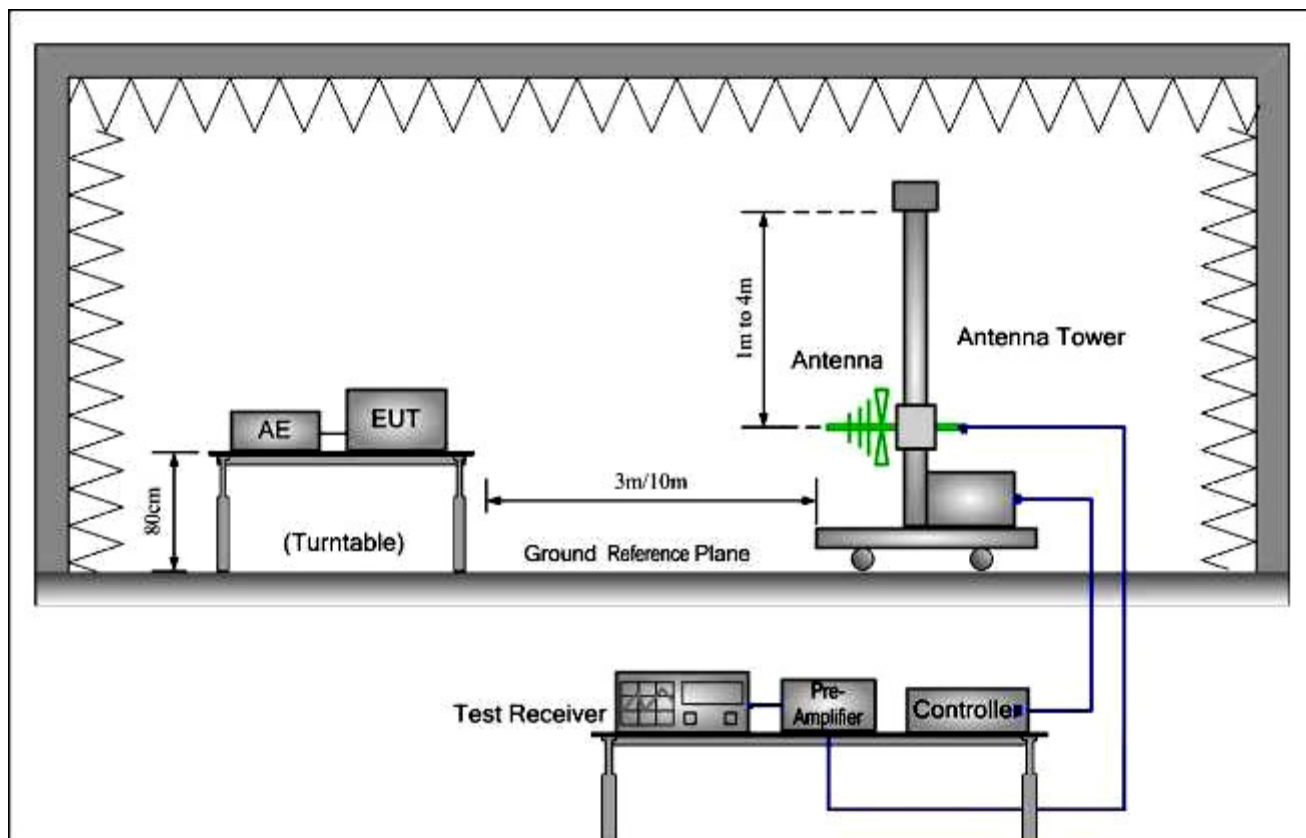 1m to 4m
Antenna Tower
Antenna
AE
EUT
80cm
3m/10m
(Turntable)
Ground Reference Plane
Test Receiver
Pre-
Amplifier
Controller